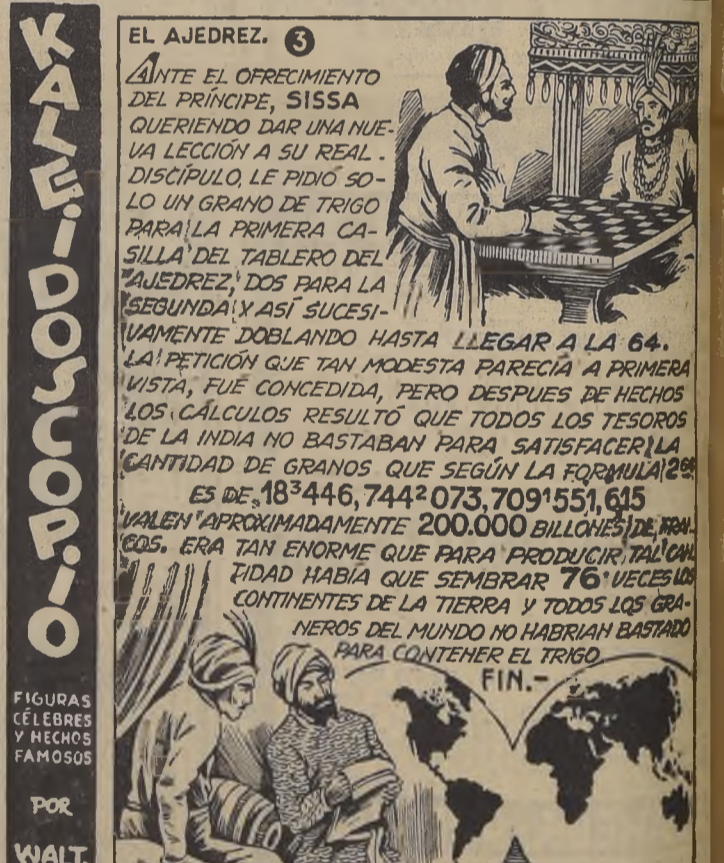 KALEIDOSCOPIO
FIGURAS
CÉLEBRES
Y HECHOS
FAMOSOS
POR
WALT.
EL AJEDREZ. 3
ANTE EL OFRECIMIENTO
DEL PRÍNCIPE, SISSA
QUERIENDO DAR UNA NUE-
VA LECCIÓN A SU REAL
DISCÍPULO, LE PIDIÓ SO-
LO UN GRANO DE TRIGO
PARA LA PRIMERA CA-
SILLA DEL TABLERO DEL
AJEDREZ, DOS PARA LA
SEGUNDA Y ASÍ SUCESI-
VAMENTE DOBLANDO HASTA LLEGAR A LA 64.
LA PETICIÓN QUE TAN MODESTA PARECÍA A PRIMERA
VISTA, FUÉ CONCEDIDA, PERO DESPUES DE HECHOS
LOS CÁLCULOS RESULTÓ QUE TODOS LOS TESOROS
DE LA INDIA NO BASTABAN PARA SATISFACER LA
CANTIDAD DE GRANOS QUE SEGÚN LA FORMULA
ES DE 18³446,744²073,709¹551,615
VALEN APROXIMADAMENTE 200.000 BILLONES DE FRAN-
COS. ERA TAN ENORME QUE PARA PRODUCIR TAL CAN
TIDAD HABÍA QUE SEMBRAR 76 VECES LOS
CONTINENTES DE LA TIERRA Y TODOS LOS GRA-
NEROS DEL MUNDO NO HABRIAN BASTADO
PARA CONTENER EL TRIGO
FIN.-